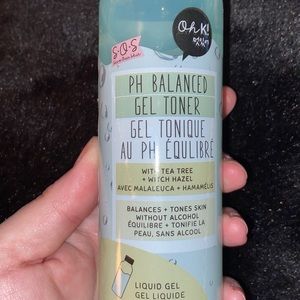 S.O.S
Oh K!
PH BALANCED
GEL TONER
GEL TONIQUE
AU PH ÉQULIBRÉ
WITH TEA TREE
+ WITCH HAZEL
AVEC MALALEUCA + HAMAMÉLIS
BALANCES + TONES SKIN
WITHOUT ALCOHOL
ÉQUILIBRE + TONIFIE LA
PEAU, SANS ALCOOL
LIQUID GEL
GEL LIQUIDE